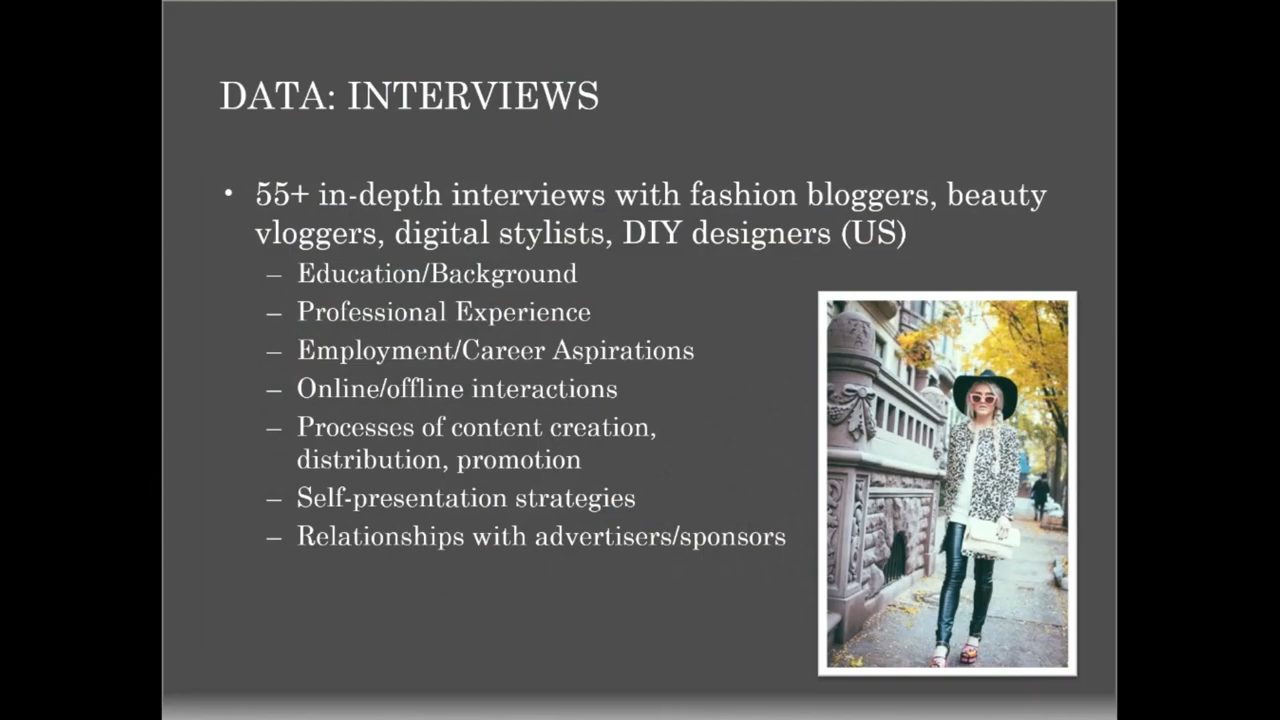 DATA: INTERVIEWS
• 55+ in-depth interviews with fashion bloggers, beauty
vloggers, digital stylists, DIY designers (US)
– Education/Background
– Professional Experience
– Employment/Career Aspirations
– Online/offline interactions
– Processes of content creation,
distribution, promotion
– Self-presentation strategies
– Relationships with advertisers/sponsors